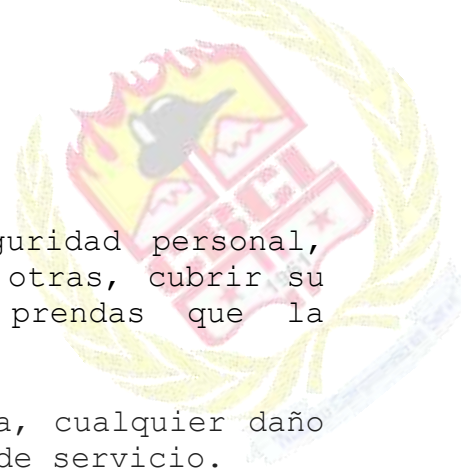 guridad personal,
otras, cubrir su
prendas que la
a, cualquier daño
de servicio.